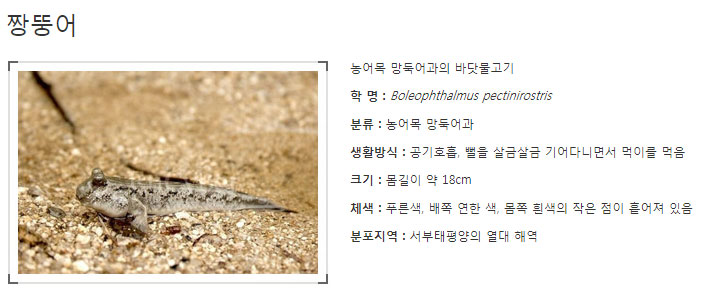 짱뚱어
농어목 망둑어과의 바닷물고기
학 명 : Boleophthalmus pectinirostris
분류 : 농어목 망둑어과
생활방식 : 공기호흡, 뻘을 살금살금 기어다니면서 먹이를 먹음
크기 : 몸길이 약 18cm
체색 : 푸른색, 배쪽 연한 색, 몸쪽 흰색의 작은 점이 흩어져 있음
분포지역 : 서부태평양의 열대 해역